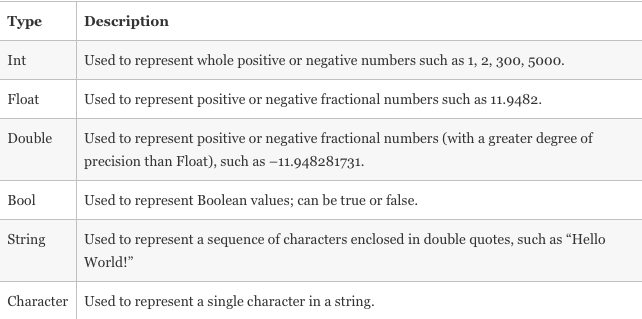 Type Description
Int Used to represent whole positive or negative numbers such as 1, 2, 300, 5000.
Float Used to represent positive or negative fractional numbers such as 11.9482.
Double Used to represent positive or negative fractional numbers (with a greater degree of
precision than Float), such as –11.948281731.
Bool Used to represent Boolean values; can be true or false.
String Used to represent a sequence of characters enclosed in double quotes, such as “Hello
World!”
Character Used to represent a single character in a string.